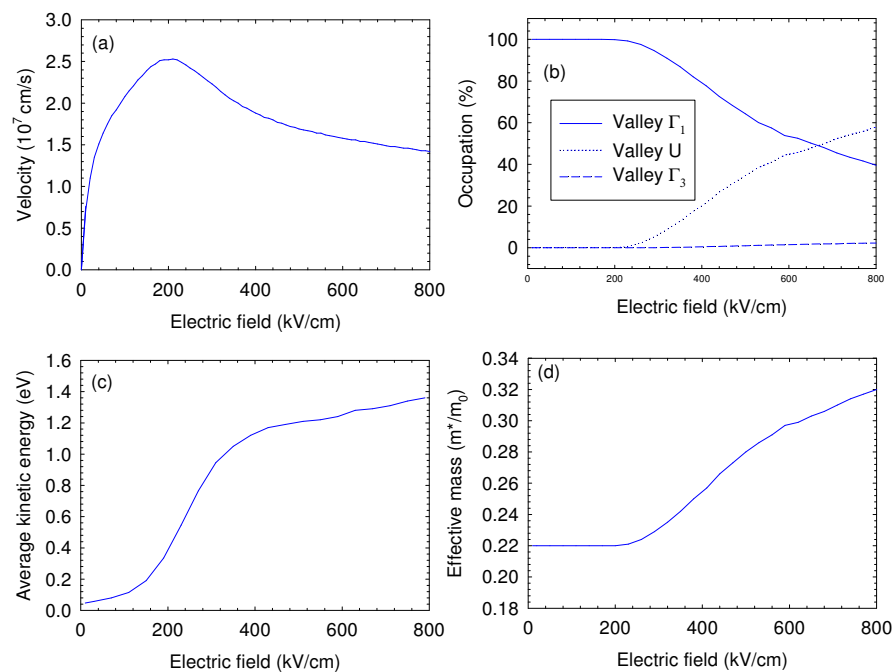 (a)
Velocity (10^7 cm/s)
3.0
2.5
2.0
1.5
1.0
0.5
0.0
0 200 400 600 800
Electric field (kV/cm)
(b)
Occupation (%)
100
80
60
40
20
0
Valley Γ₁
Valley U
Valley Γ₃
0 200 400 600 800
Electric field (kV/cm)
(c)
Average kinetic energy (eV)
1.6
1.4
1.2
1.0
0.8
0.6
0.4
0.2
0.0
0 200 400 600 800
Electric field (kV/cm)
(d)
Effective mass (m*/m₀)
0.34
0.32
0.30
0.28
0.26
0.24
0.22
0.20
0.18
0 200 400 600 800
Electric field (kV/cm)